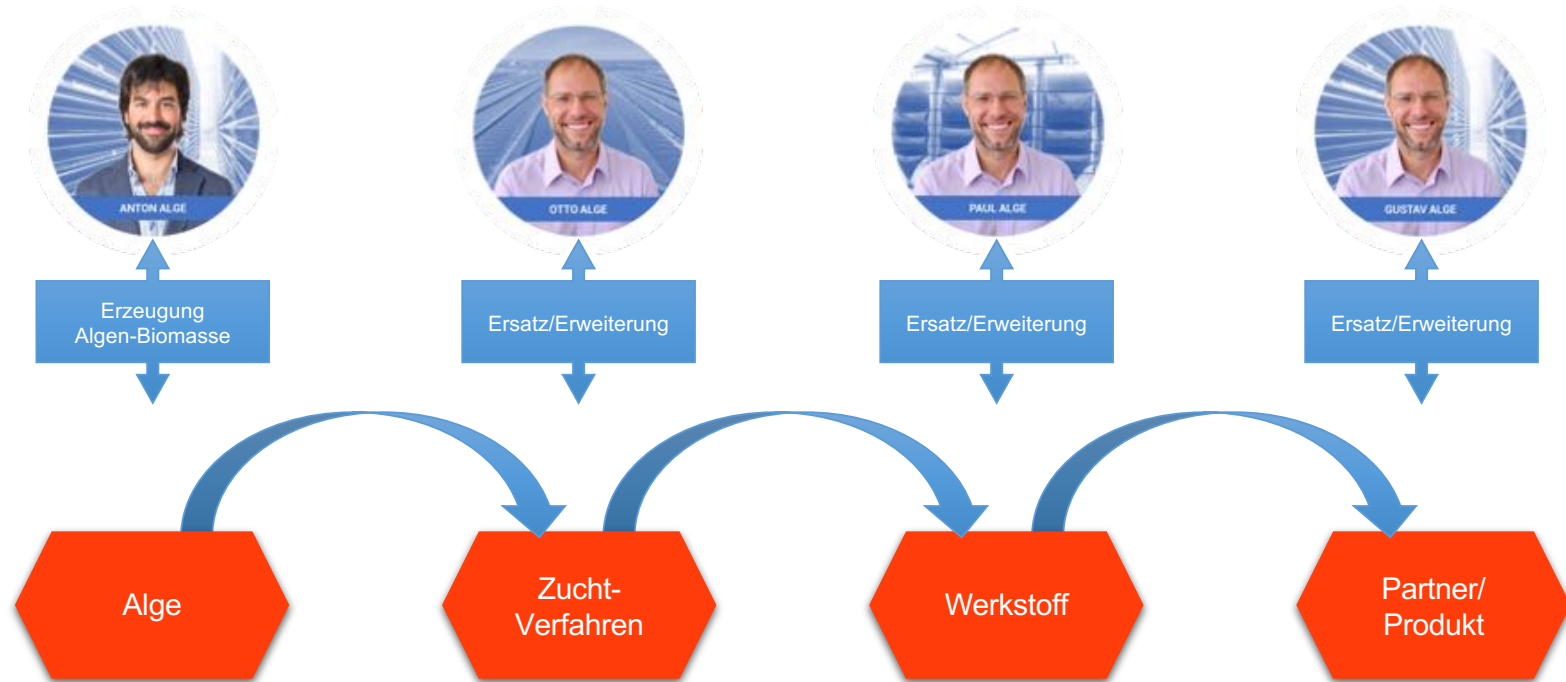 ANTON ALGE
OTTO ALGE
PAUL ALGE
GUSTAV ALGE
Erzeugung
Algen-Biomasse
Ersatz/Erweiterung
Ersatz/Erweiterung
Ersatz/Erweiterung
Alge
Zucht-
Verfahren
Werkstoff
Partner/
Produkt